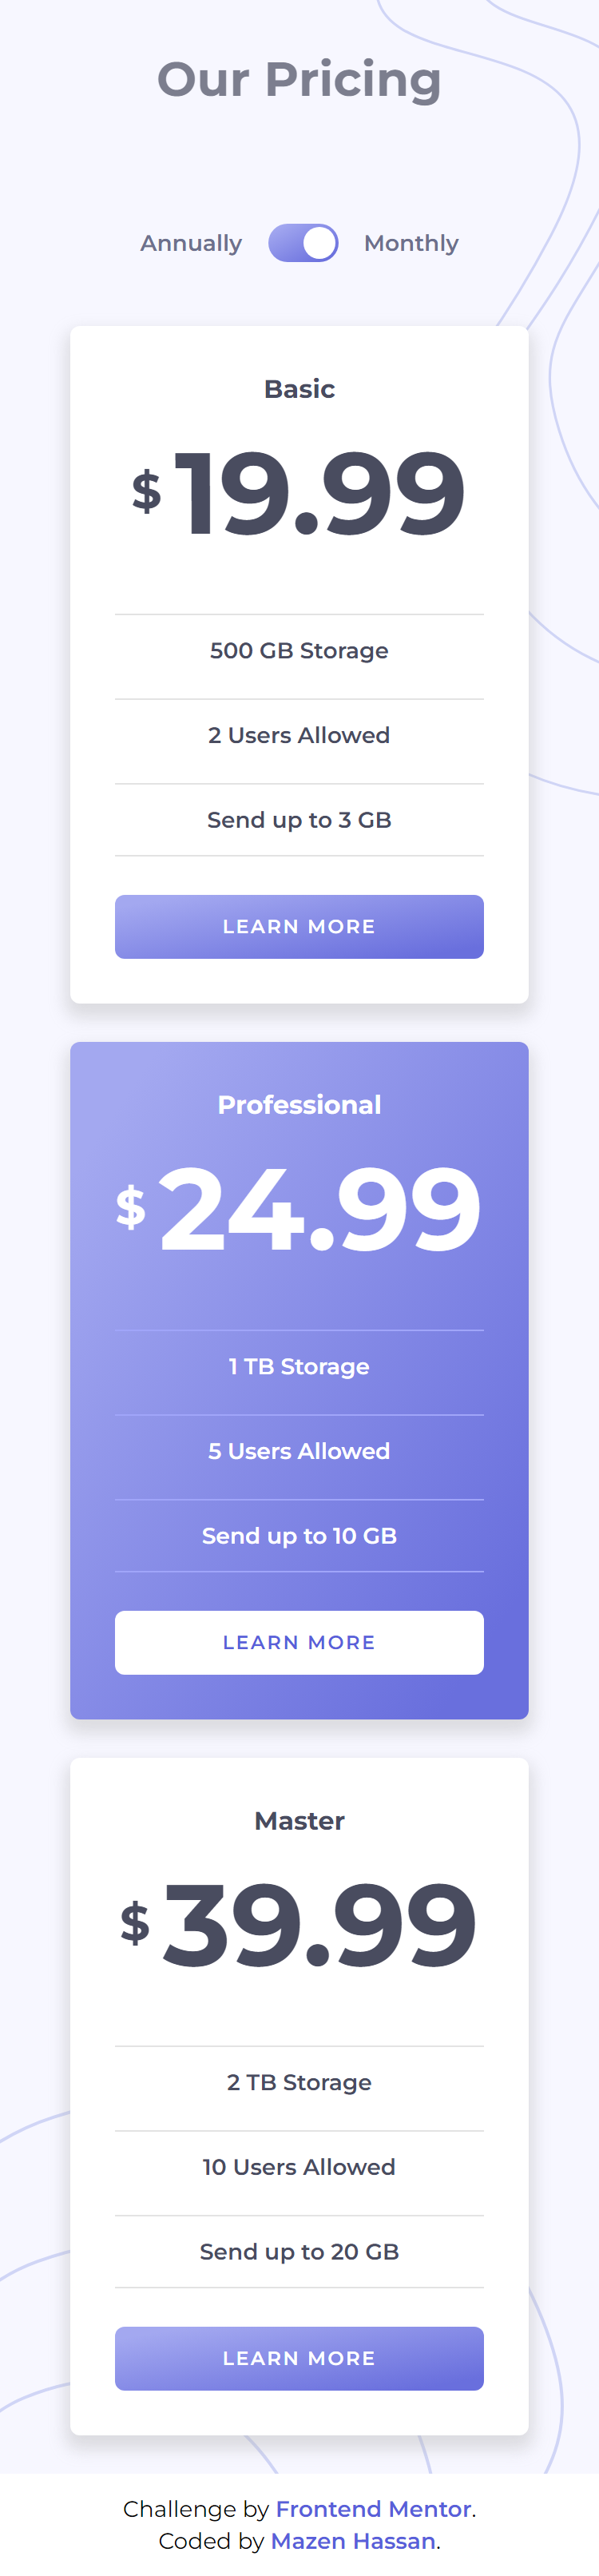 Our Pricing
Annually Monthly
Basic
$ 19.99
500 GB Storage
2 Users Allowed
Send up to 3 GB
LEARN MORE
Professional
$ 24.99
1 TB Storage
5 Users Allowed
Send up to 10 GB
LEARN MORE
Master
$ 39.99
2 TB Storage
10 Users Allowed
Send up to 20 GB
LEARN MORE
Challenge by Frontend Mentor.
Coded by Mazen Hassan.